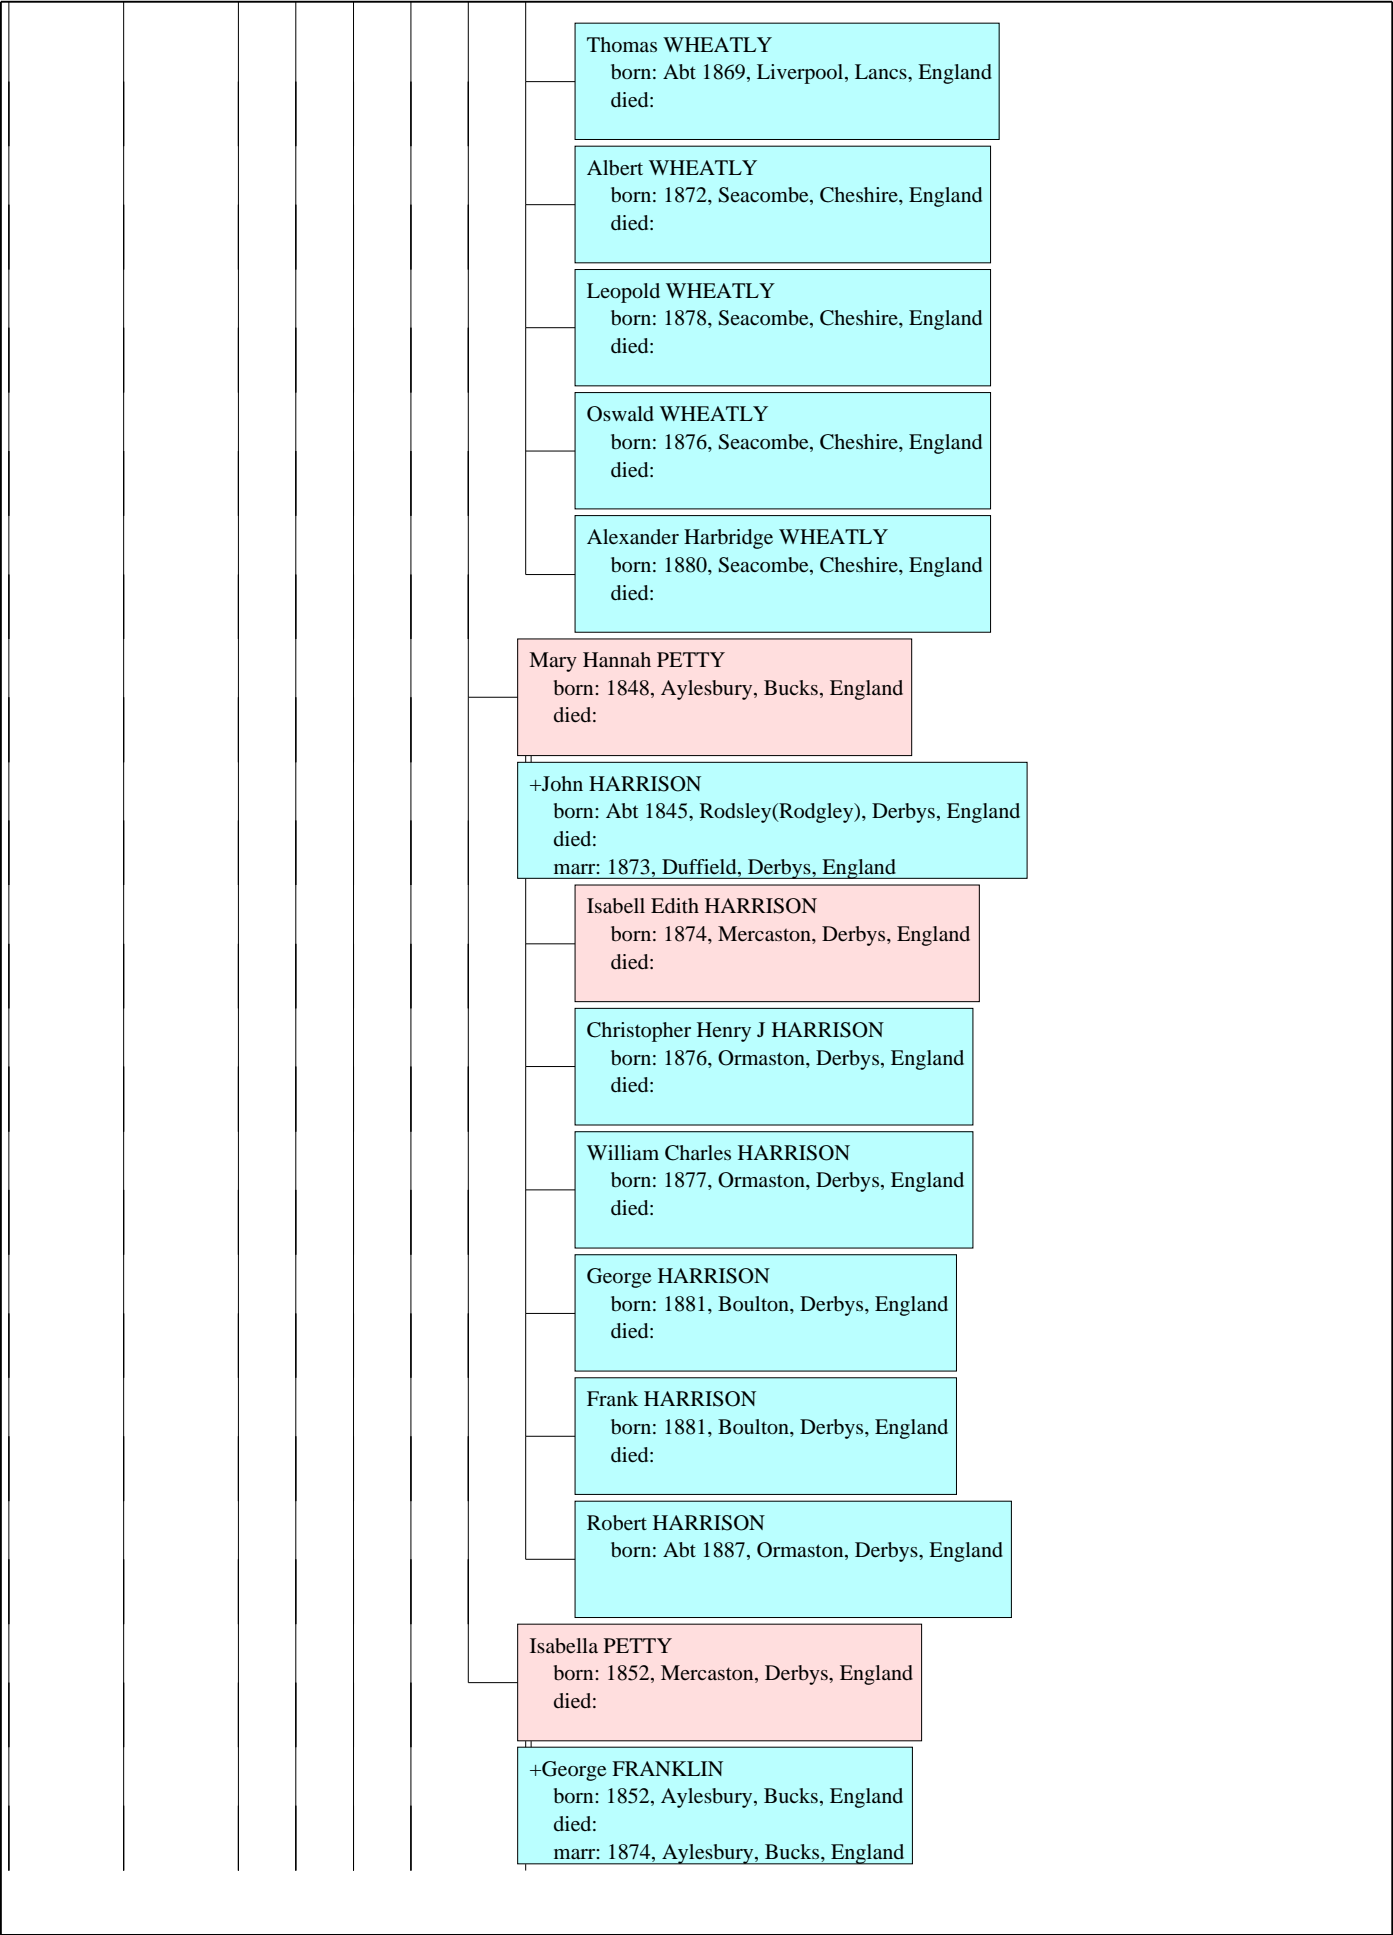 Thomas WHEATLY
born: Abt 1869, Liverpool, Lancs, England
died:
Albert WHEATLY
born: 1872, Seacombe, Cheshire, England
died:
Leopold WHEATLY
born: 1878, Seacombe, Cheshire, England
died:
Oswald WHEATLY
born: 1876, Seacombe, Cheshire, England
died:
Alexander Harbridge WHEATLY
born: 1880, Seacombe, Cheshire, England
died:
Mary Hannah PETTY
born: 1848, Aylesbury, Bucks, England
died:
+John HARRISON
born: Abt 1845, Rodsley(Rodgley), Derbys, England
died:
marr: 1873, Duffield, Derbys, England
Isabell Edith HARRISON
born: 1874, Mercaston, Derbys, England
died:
Christopher Henry J HARRISON
born: 1876, Ormaston, Derbys, England
died:
William Charles HARRISON
born: 1877, Ormaston, Derbys, England
died:
George HARRISON
born: 1881, Boulton, Derbys, England
died:
Frank HARRISON
born: 1881, Boulton, Derbys, England
died:
Robert HARRISON
born: Abt 1887, Ormaston, Derbys, England
Isabella PETTY
born: 1852, Mercaston, Derbys, England
died:
+George FRANKLIN
born: 1852, Aylesbury, Bucks, England
died:
marr: 1874, Aylesbury, Bucks, England